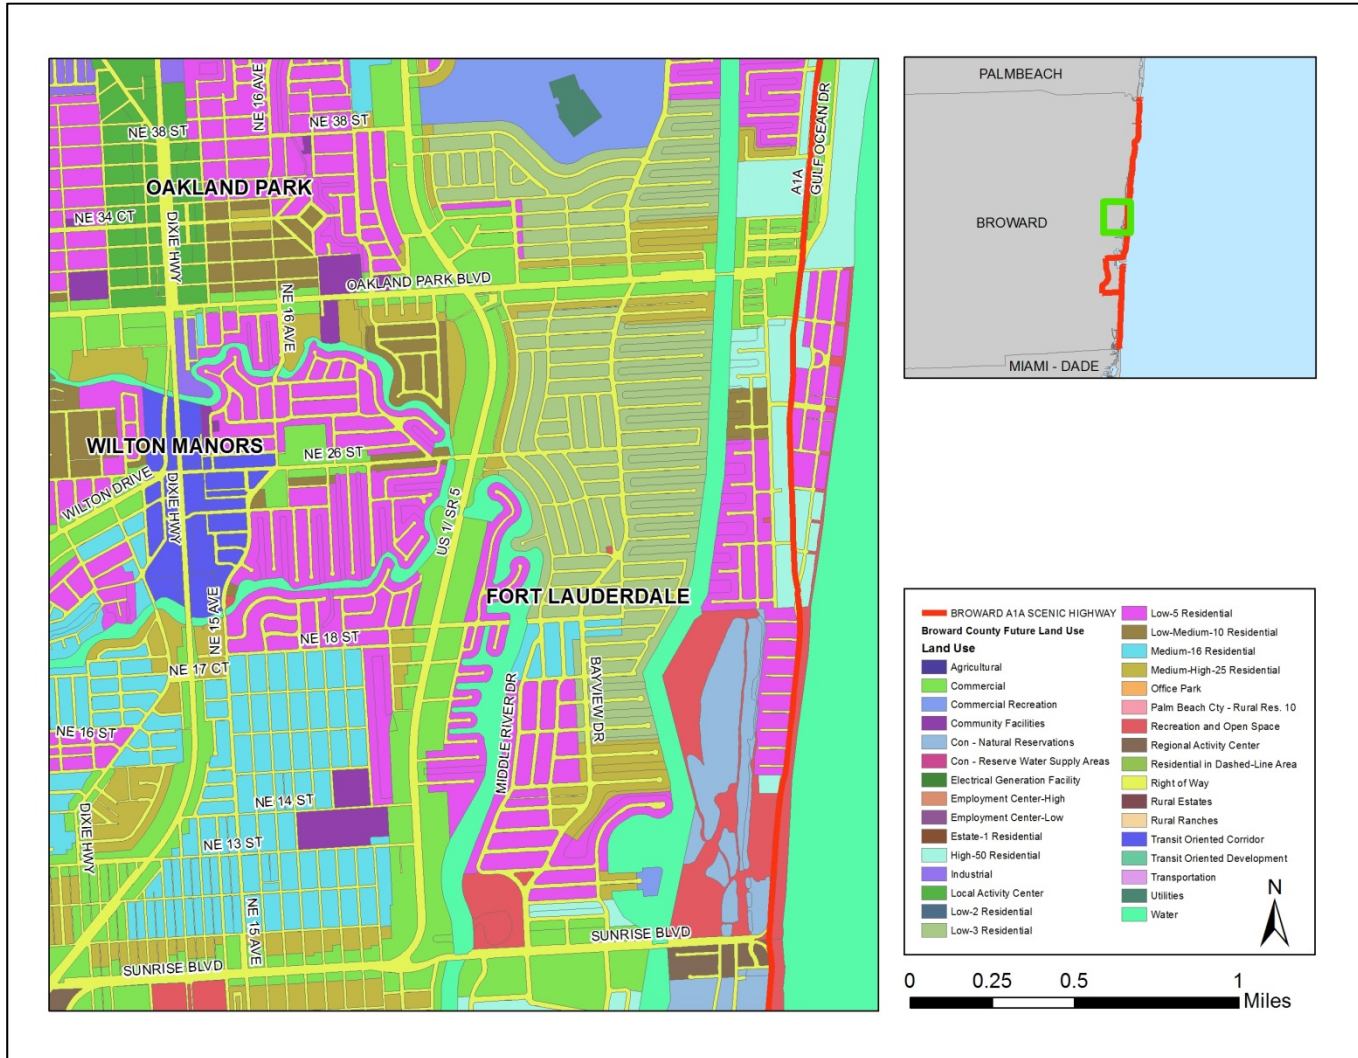 NE 16 AVE
NE 38 ST
NE 38 ST
A1A
GULF OCEAN DR
OAKLAND PARK
NE 34 CT
DIXIE HWY
OAKLAND PARK BLVD
NE 16 AVE
WILTON MANORS
NE 26 ST
WILTON DRIVE
DIXIE HWY
US 1/ SR 5
FORT LAUDERDALE
NE 15 AVE
NE 18 ST
NE 17 CT
BAYVIEW DR
MIDDLE RIVER DR
NE 16 ST
NE 14 ST
DIXIE HWY
NE 13 ST
NE 15 AVE
SUNRISE BLVD
SUNRISE BLVD
PALMBEACH
BROWARD
MIAMI - DADE
BROWARD A1A SCENIC HIGHWAY
Broward County Future Land Use
Land Use
Agricultural
Commercial
Commercial Recreation
Community Facilities
Con - Natural Reservations
Con - Reserve Water Supply Areas
Electrical Generation Facility
Employment Center-High
Employment Center-Low
Estate-1 Residential
High-50 Residential
Industrial
Local Activity Center
Low-2 Residential
Low-3 Residential
Low-5 Residential
Low-Medium-10 Residential
Medium-16 Residential
Medium-High-25 Residential
Office Park
Palm Beach Cty - Rural Res. 10
Recreation and Open Space
Regional Activity Center
Residential in Dashed-Line Area
Right of Way
Rural Estates
Rural Ranches
Transit Oriented Corridor
Transit Oriented Development
Transportation
Utilities
Water
N
0 0.25 0.5 1
Miles